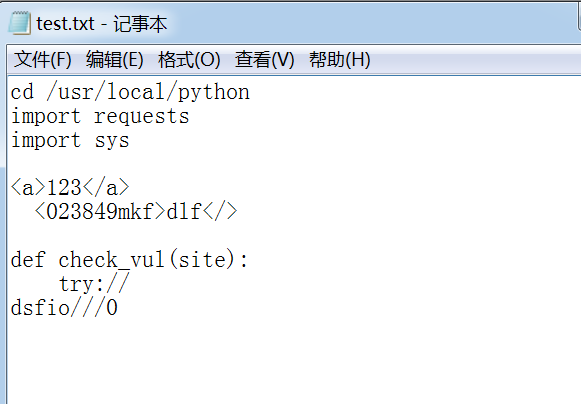 test.txt - 记事本
文件(F) 编辑(E) 格式(O) 查看(V) 帮助(H)
cd /usr/local/python
import requests
import sys
<a>123</a>
  <023849mkf>dlf</>
def check_vul(site):
    try://
dsfio///0